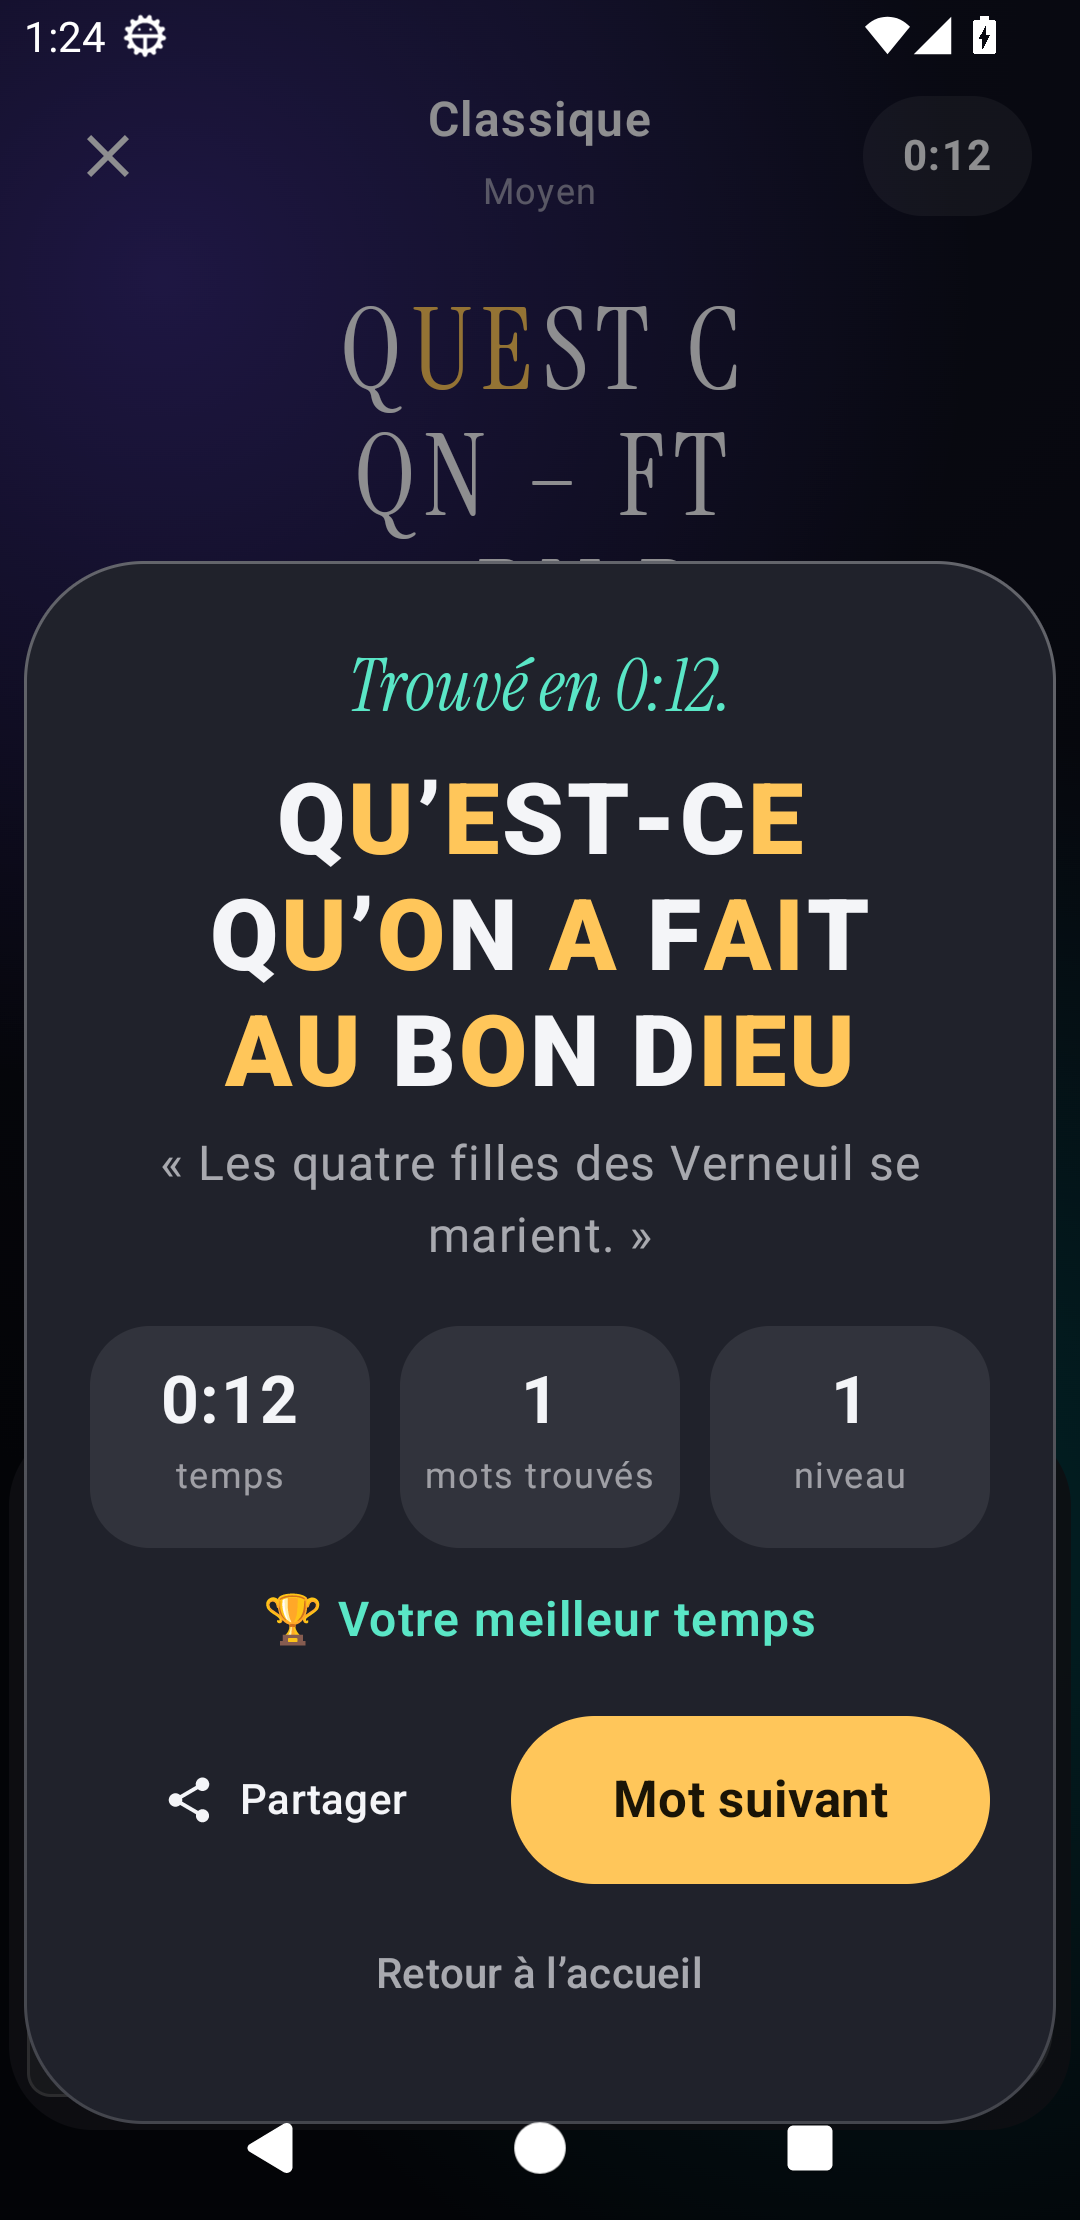 1:24
Classique
0:12
Moyen
QUEST C
QN – FT
Trouvé en 0:12.
QU’EST-CE
QU’ON A FAIT
AU BON DIEU
« Les quatre filles des Verneuil se
marient. »
0:12
1
1
temps
mots trouvés
niveau
🏆 Votre meilleur temps
Partager
Mot suivant
Retour à l’accueil